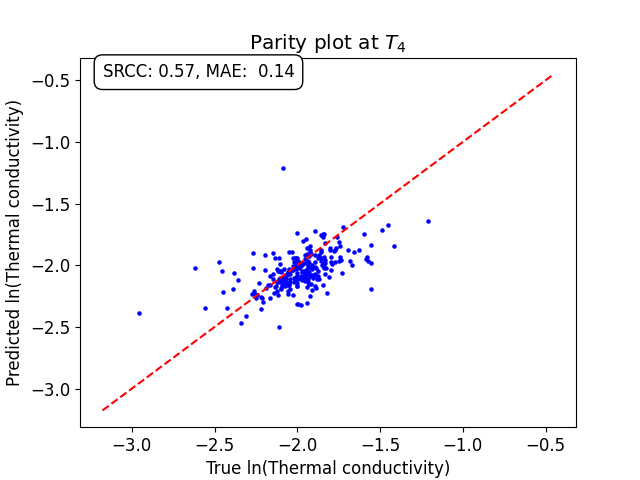 Parity plot at T₄
SRCC: 0.57, MAE:  0.14
Predicted ln(Thermal conductivity)
−0.5
−1.0
−1.5
−2.0
−2.5
−3.0
−3.0 −2.5 −2.0 −1.5 −1.0 −0.5
True ln(Thermal conductivity)